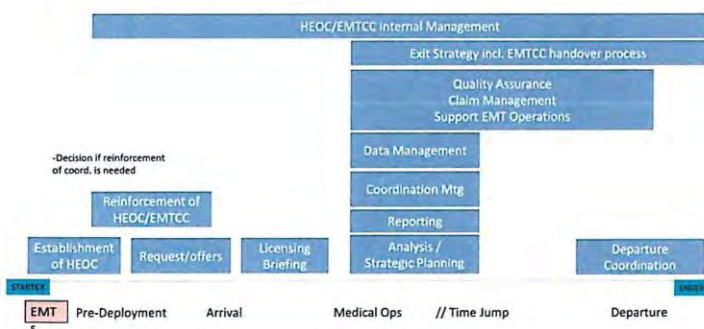 HEOC/EMTCC Internal Management
Exit Strategy incl. EMTCC handover process
Quality Assurance
Claim Management
Support EMT Operations
Data Management
-Decision if reinforcement
of coord. is needed
Coordination Mtg
Reinforcement of
HEOC/EMTCC
Reporting
Establishment
of HEOC
Request/offers
Licensing
Briefing
Analysis /
Strategic Planning
Departure
Coordination
STARTEX
ENDEX
EMT
s
Pre-Deployment
Arrival
Medical Ops
// Time Jump
Departure